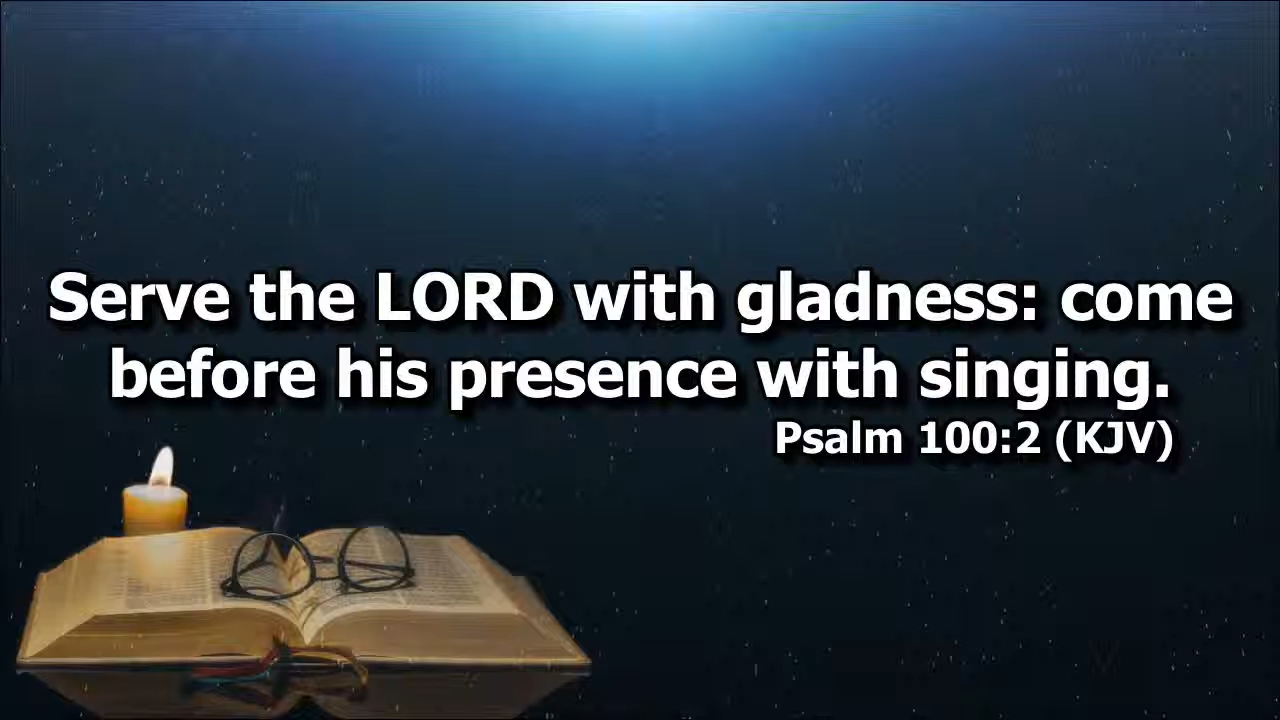 Serve the LORD with gladness: come
before his presence with singing.
Psalm 100:2 (KJV)